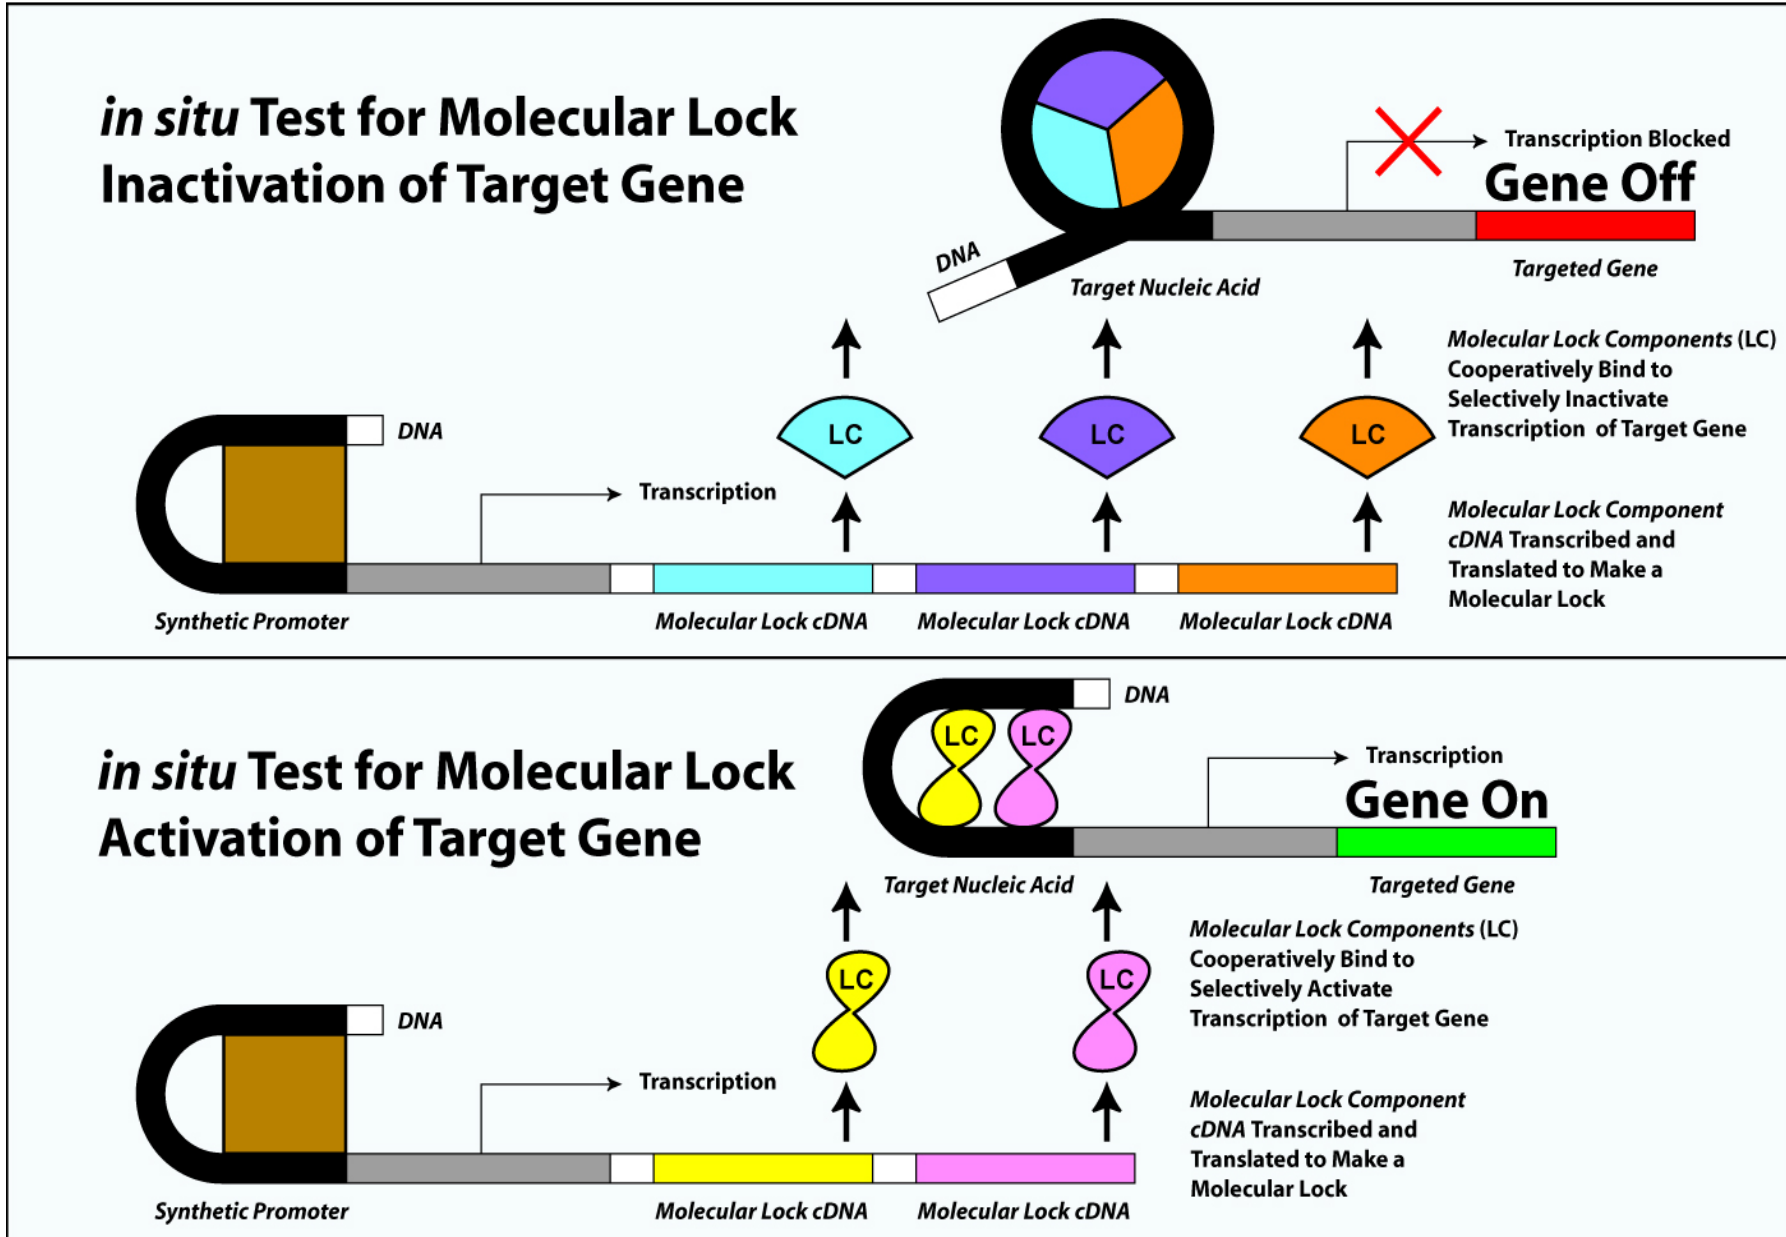 in situ Test for Molecular Lock
Inactivation of Target Gene
Transcription Blocked
Gene Off
DNA
Target Nucleic Acid
Targeted Gene
Molecular Lock Components (LC)
Cooperatively Bind to
Selectively Inactivate
Transcription of Target Gene
LC
LC
LC
DNA
Transcription
Molecular Lock Component
cDNA Transcribed and
Translated to Make a
Molecular Lock
Synthetic Promoter
Molecular Lock cDNA
Molecular Lock cDNA
Molecular Lock cDNA
in situ Test for Molecular Lock
Activation of Target Gene
DNA
LC
LC
Transcription
Gene On
Target Nucleic Acid
Targeted Gene
Molecular Lock Components (LC)
Cooperatively Bind to
Selectively Activate
Transcription of Target Gene
LC
LC
DNA
Transcription
Molecular Lock Component
cDNA Transcribed and
Translated to Make a
Molecular Lock
Synthetic Promoter
Molecular Lock cDNA
Molecular Lock cDNA